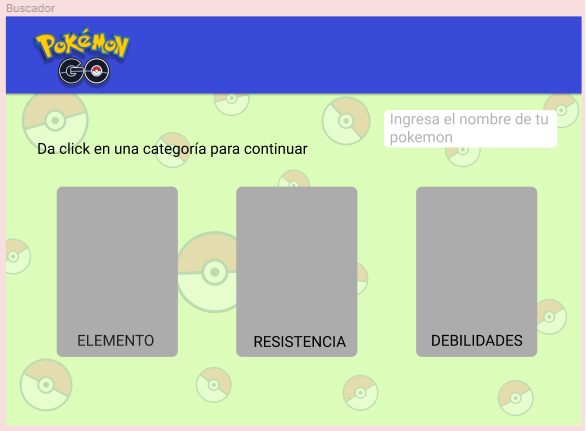 Buscador
POKéMON
GO
Ingresa el nombre de tu
pokemon
Da click en una categoría para continuar
ELEMENTO
RESISTENCIA
DEBILIDADES